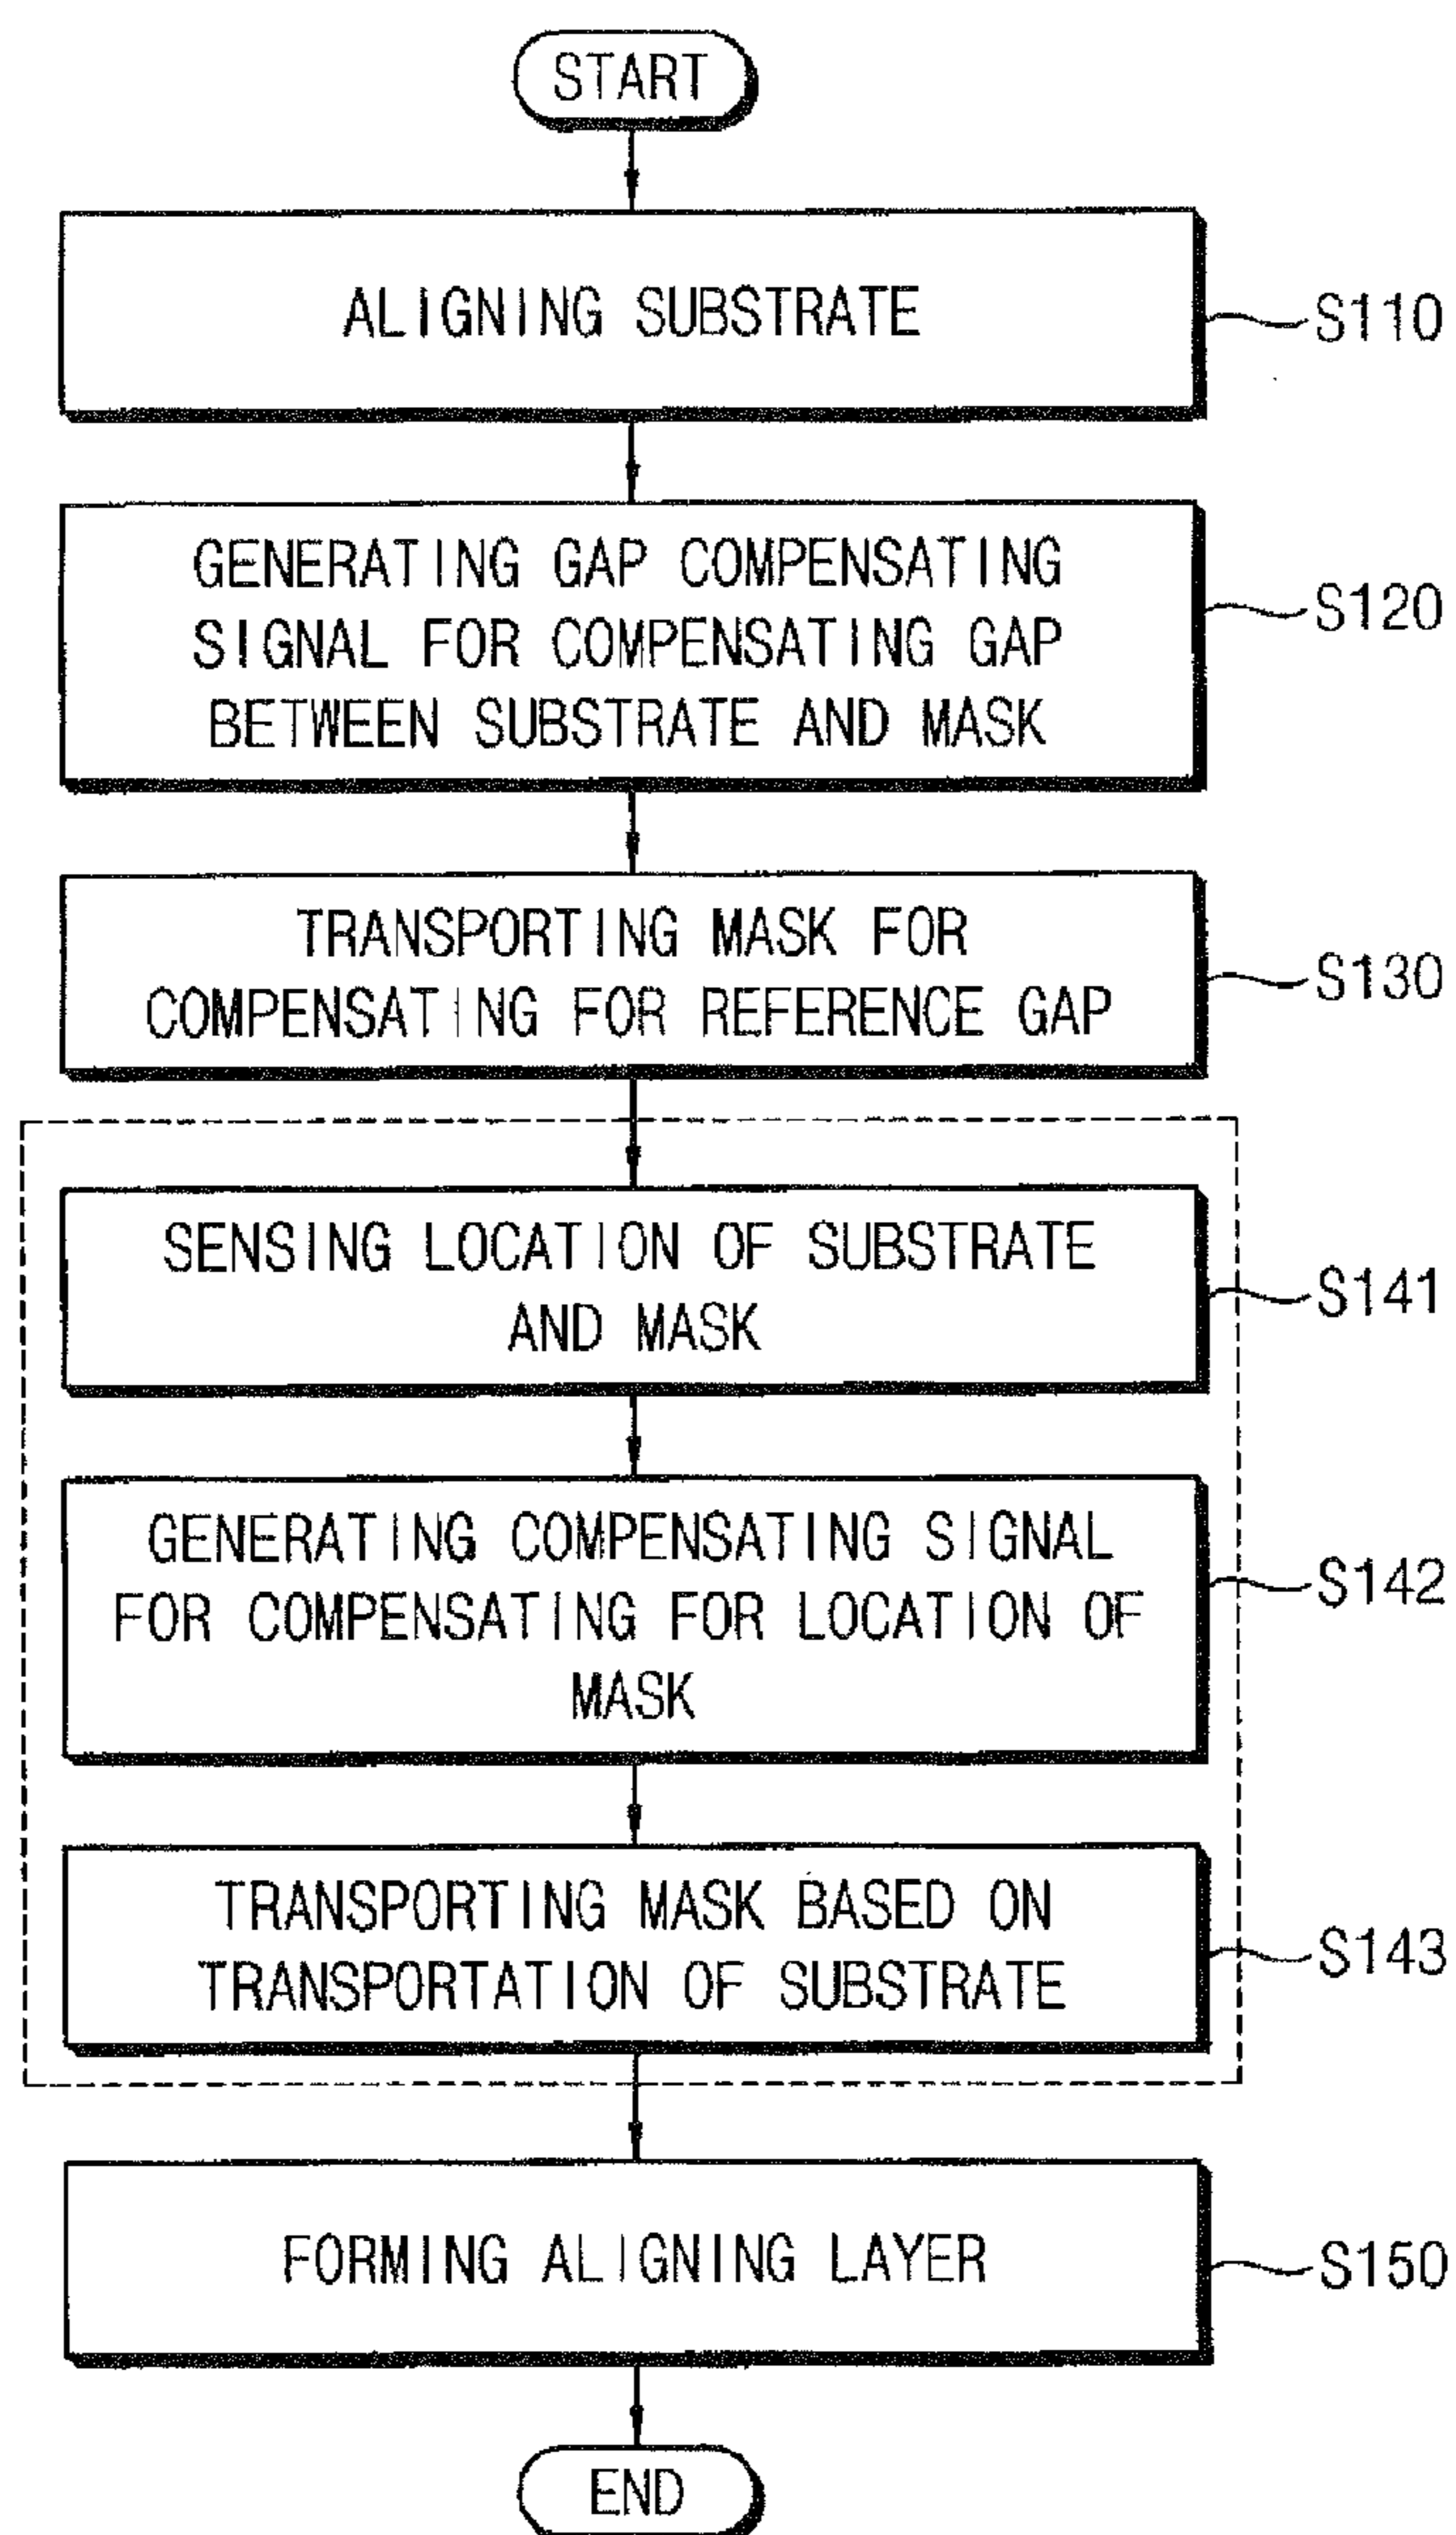 START
ALIGNING SUBSTRATE
S110
GENERATING GAP COMPENSATING
SIGNAL FOR COMPENSATING GAP
BETWEEN SUBSTRATE AND MASK
S120
TRANSPORTING MASK FOR
COMPENSATING FOR REFERENCE GAP
S130
SENSING LOCATION OF SUBSTRATE
AND MASK
S141
GENERATING COMPENSATING SIGNAL
FOR COMPENSATING FOR LOCATION OF
MASK
S142
TRANSPORTING MASK BASED ON
TRANSPORTATION OF SUBSTRATE
S143
FORMING ALIGNING LAYER
S150
END